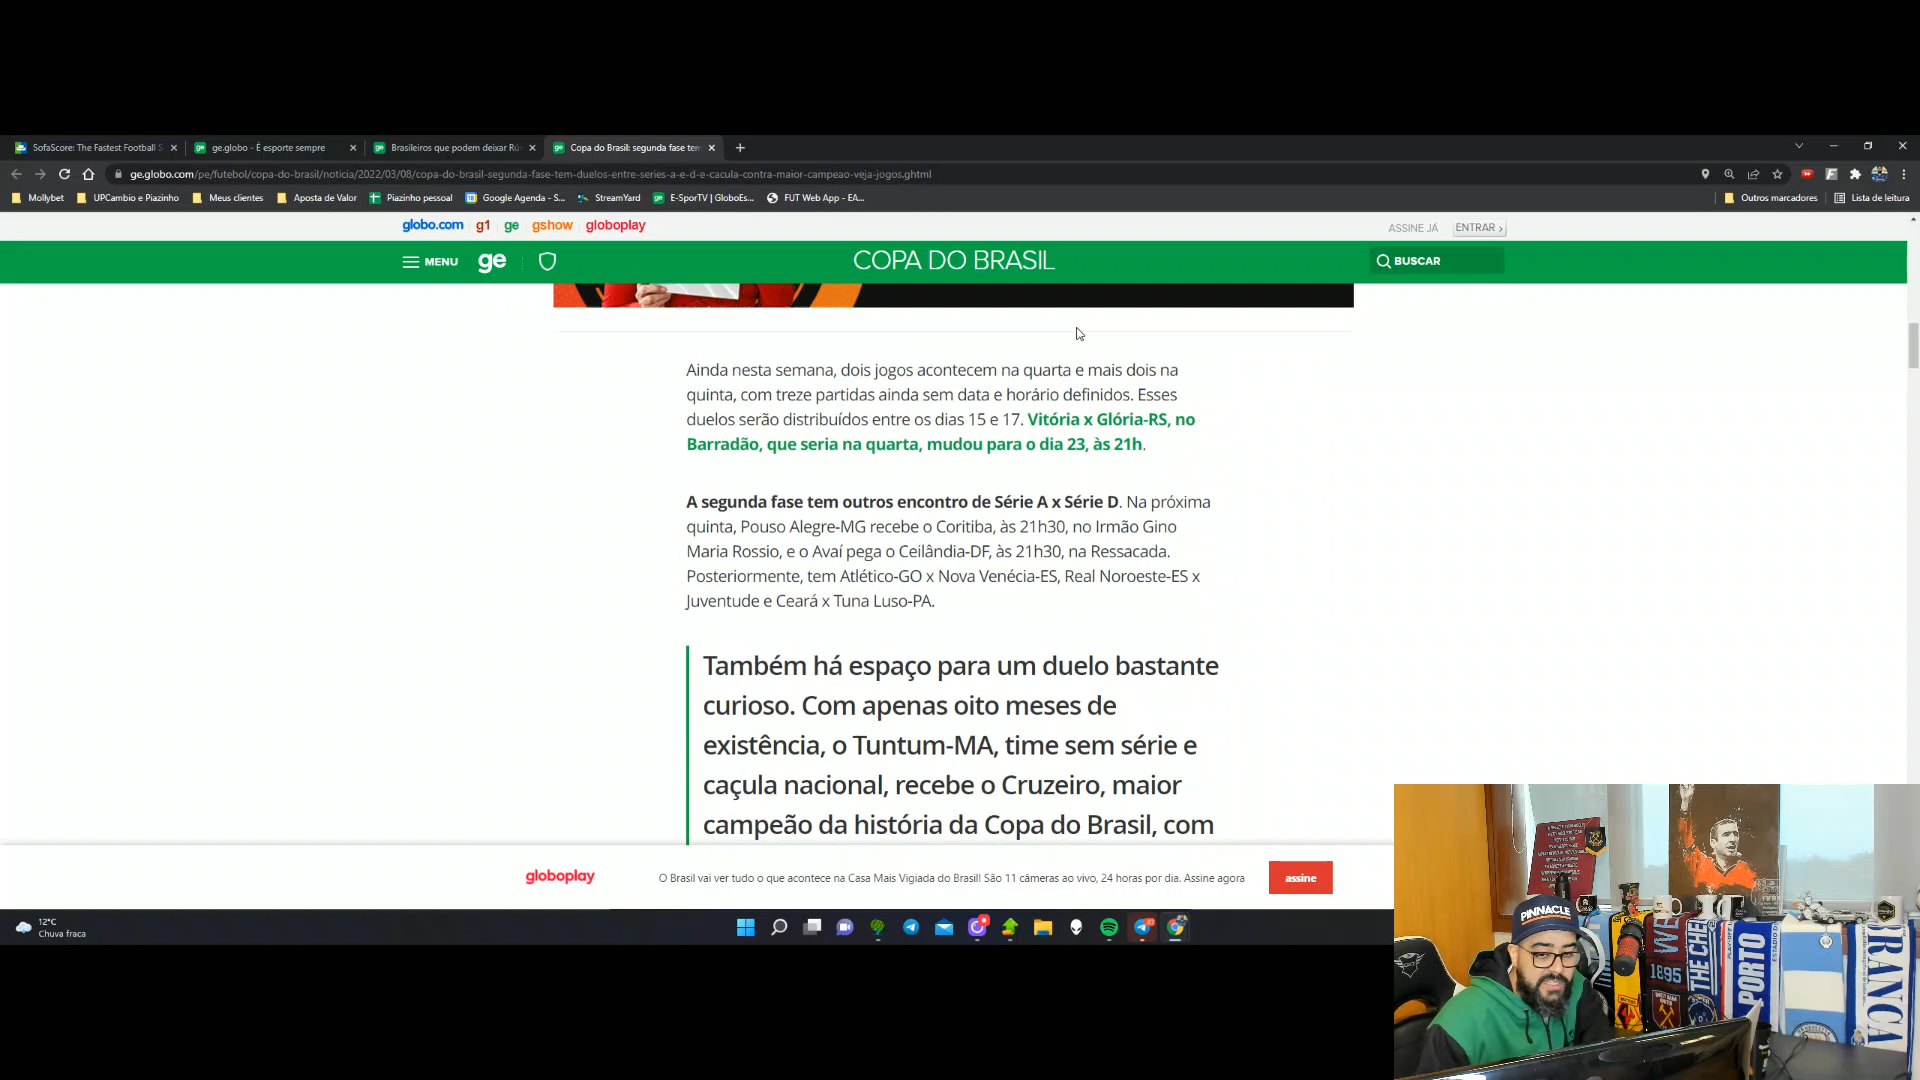 SofaScore: The Fastest Football S
ge.globo - É esporte sempre
Brasileiros que podem deixar Rú
Copa do Brasil: segunda fase tem
ge.globo.com/pe/futebol/copa-do-brasil/noticia/2022/03/08/copa-do-brasil-segunda-fase-tem-duelos-entre-series-a-e-d-e-cacula-contra-maior-campeao-veja-jogos.ghtml
Mollybet
UPCambio e Piazinho
Meus clientes
Aposta de Valor
Piazinho pessoal
Google Agenda - S...
StreamYard
E-SporTV | GloboEs...
FUT Web App - EA...
Outros marcadores
Lista de leitura
globo.com g1 ge gshow globoplay
ASSINE JÁ ENTRAR ›
MENU ge COPA DO BRASIL BUSCAR
Ainda nesta semana, dois jogos acontecem na quarta e mais dois na
quinta, com treze partidas ainda sem data e horário definidos. Esses
duelos serão distribuídos entre os dias 15 e 17. Vitória x Glória-RS, no
Barradão, que seria na quarta, mudou para o dia 23, às 21h.
A segunda fase tem outros encontro de Série A x Série D. Na próxima
quinta, Pouso Alegre-MG recebe o Coritiba, às 21h30, no Irmão Gino
Maria Rossio, e o Avaí pega o Ceilândia-DF, às 21h30, na Ressacada.
Posteriormente, tem Atlético-GO x Nova Venécia-ES, Real Noroeste-ES x
Juventude e Ceará x Tuna Luso-PA.
Também há espaço para um duelo bastante
curioso. Com apenas oito meses de
existência, o Tuntum-MA, time sem série e
caçula nacional, recebe o Cruzeiro, maior
campeão da história da Copa do Brasil, com
globoplay
O Brasil vai ver tudo o que acontece na Casa Mais Vigiada do Brasil! São 11 câmeras ao vivo, 24 horas por dia. Assine agora
assine
12°C
Chuva fraca
PINNACLE
WE
1895
THE CHE
PORTO
RANCA